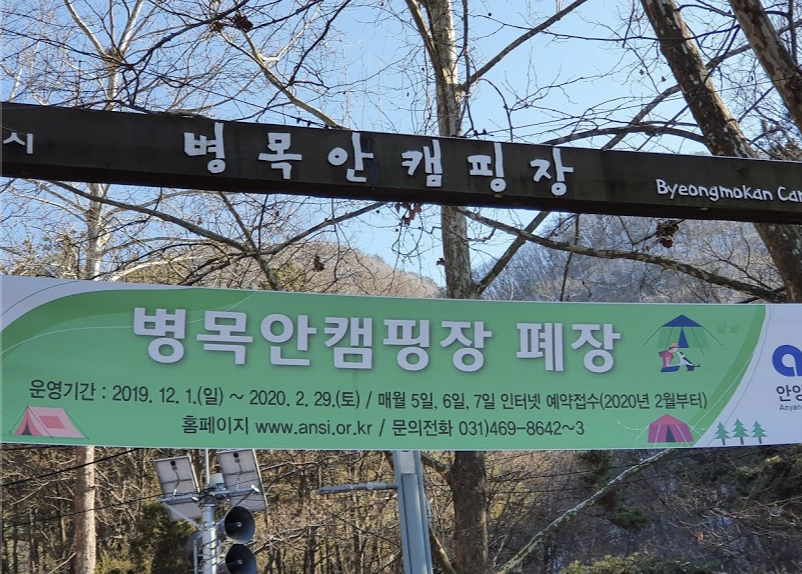 시 병목안캠핑장 Byeongmokan
병목안캠핑장 폐장
운영기간 : 2019. 12. 1.(일) ~ 2020. 2. 29.(토) / 매월 5일, 6일, 7일 인터넷 예약접수(2020년 2월부터)
홈페이지 www.ansi.or.kr / 문의전화 031)469-8642~3
안양
Anyang